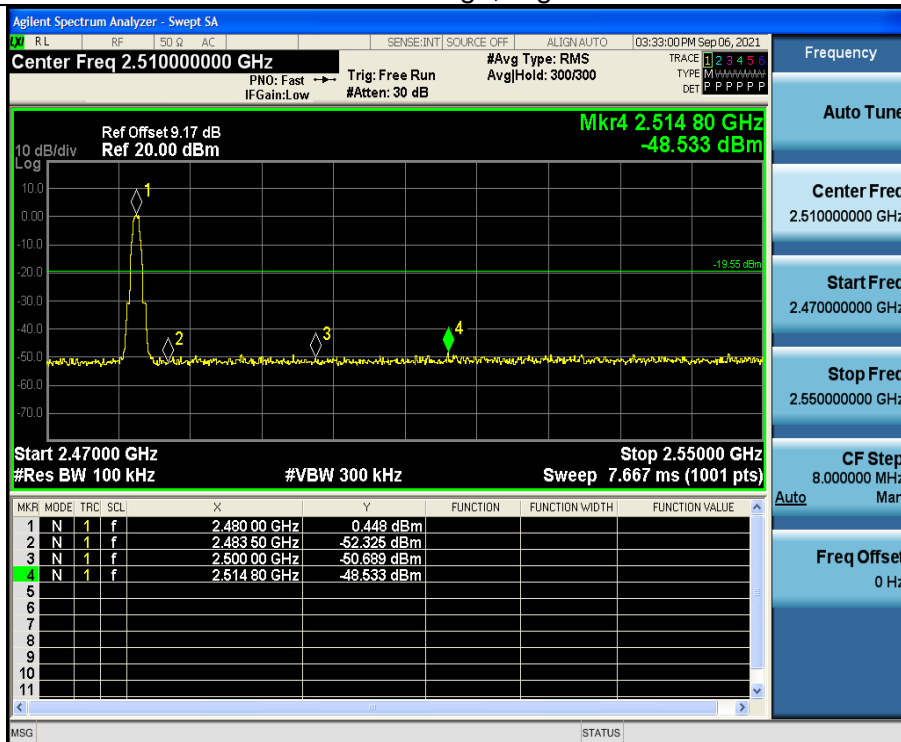 Agilent Spectrum Analyzer - Swept SA
LXI RL RF 50 Ω AC SENSE:INT SOURCE OFF ALIGN AUTO 03:33:00 PM Sep 06, 2021
Center Freq 2.510000000 GHz
#Avg Type: RMS
TRACE 1 2 3 4 5 6
PNO: Fast
Trig: Free Run
Avg|Hold: 300/300
TYPE M
IFGain:Low
#Atten: 30 dB
DET P P P P P P
Mkr4 2.514 80 GHz
-48.533 dBm
Ref Offset 9.17 dB
10 dB/div Ref 20.00 dBm
Log
10.0
0.00
-10.0
-20.0
-30.0
-40.0
-50.0
-60.0
-70.0
1
2
3
4
-19.55 dBm
Start 2.47000 GHz Stop 2.55000 GHz
#Res BW 100 kHz #VBW 300 kHz Sweep 7.667 ms (1001 pts)
MKR MODE TRC SCL X Y FUNCTION FUNCTION WIDTH FUNCTION VALUE
1 N 1 f 2.480 00 GHz 0.448 dBm
2 N 1 f 2.483 50 GHz -52.325 dBm
3 N 1 f 2.500 00 GHz -50.689 dBm
4 N 1 f 2.514 80 GHz -48.533 dBm
5
6
7
8
9
10
11
MSG STATUS
Frequency
Auto Tune
Center Freq
2.510000000 GHz
Start Freq
2.470000000 GHz
Stop Freq
2.550000000 GHz
CF Step
8.000000 MHz
Auto Man
Freq Offset
0 Hz